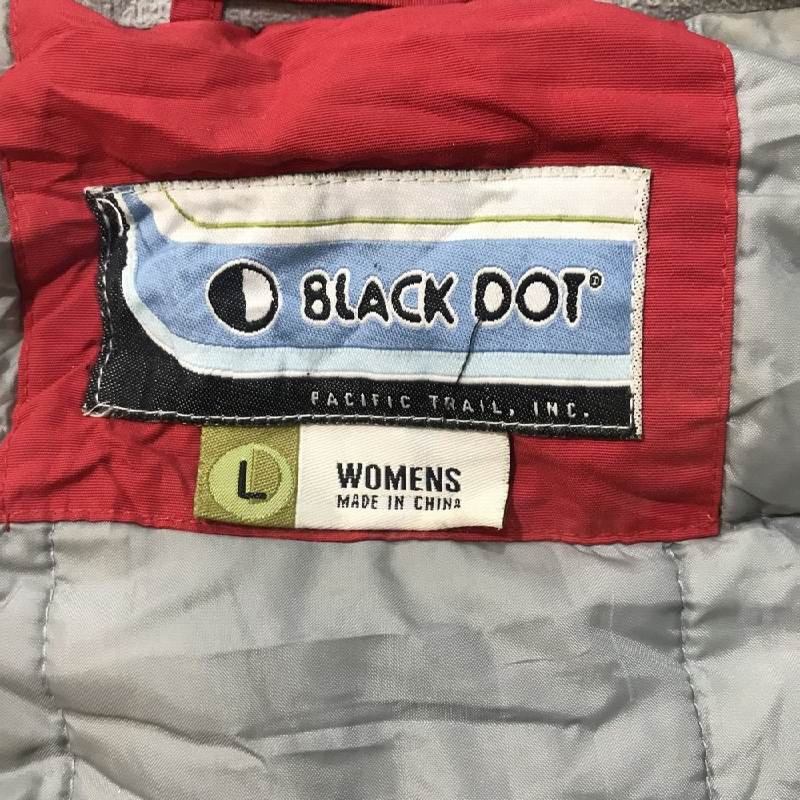 BLACK DOT®
PACIFIC TRAIL, INC.
L
WOMENS
MADE IN CHINA